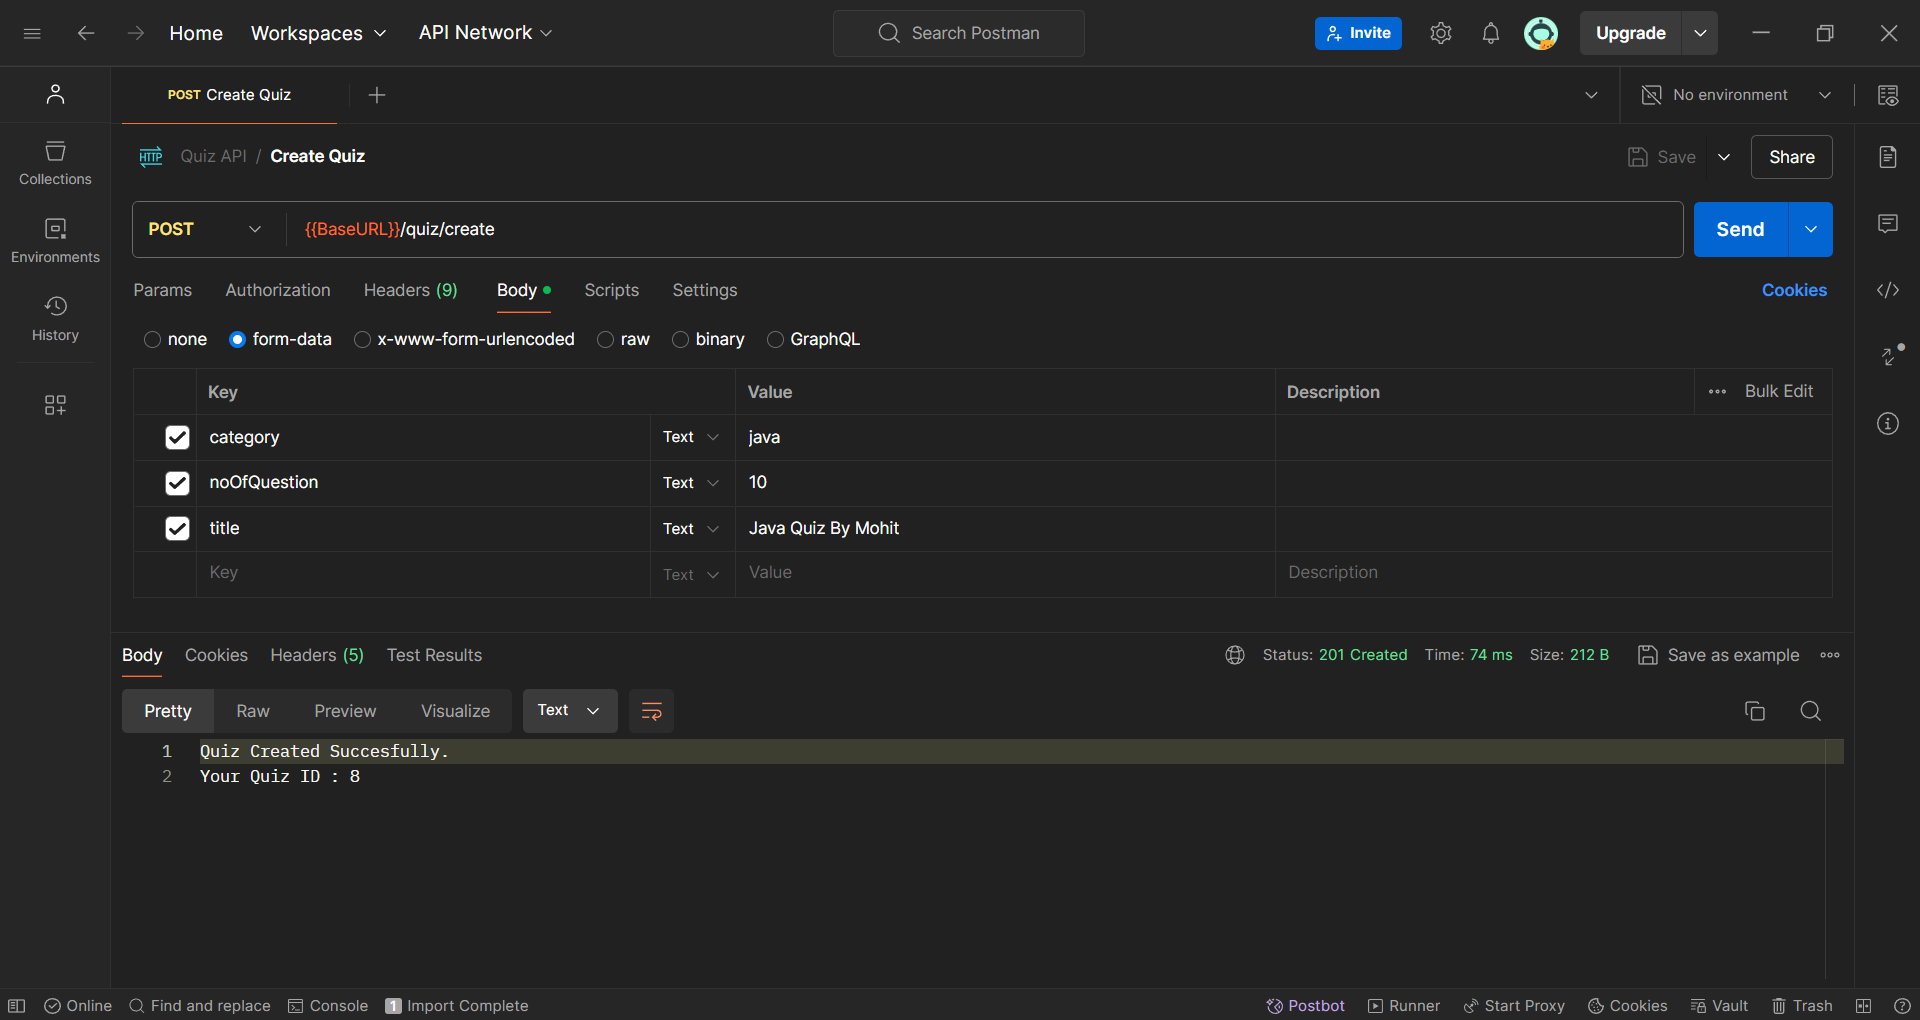 Home Workspaces API Network Search Postman Invite Upgrade
POST Create Quiz No environment
HTTP Quiz API / Create Quiz Save Share
Collections
POST {{BaseURL}}/quiz/create Send
Environments
Params Authorization Headers (9) Body Scripts Settings Cookies
History
none form-data x-www-form-urlencoded raw binary GraphQL
Key Value Description Bulk Edit
category Text java
noOfQuestion Text 10
title Text Java Quiz By Mohit
Key Text Value Description
Body Cookies Headers (5) Test Results Status: 201 Created Time: 74 ms Size: 212 B Save as example
Pretty Raw Preview Visualize Text
1 Quiz Created Succesfully.
2 Your Quiz ID : 8
Online Find and replace Console 1 Import Complete Postbot Runner Start Proxy Cookies Vault Trash